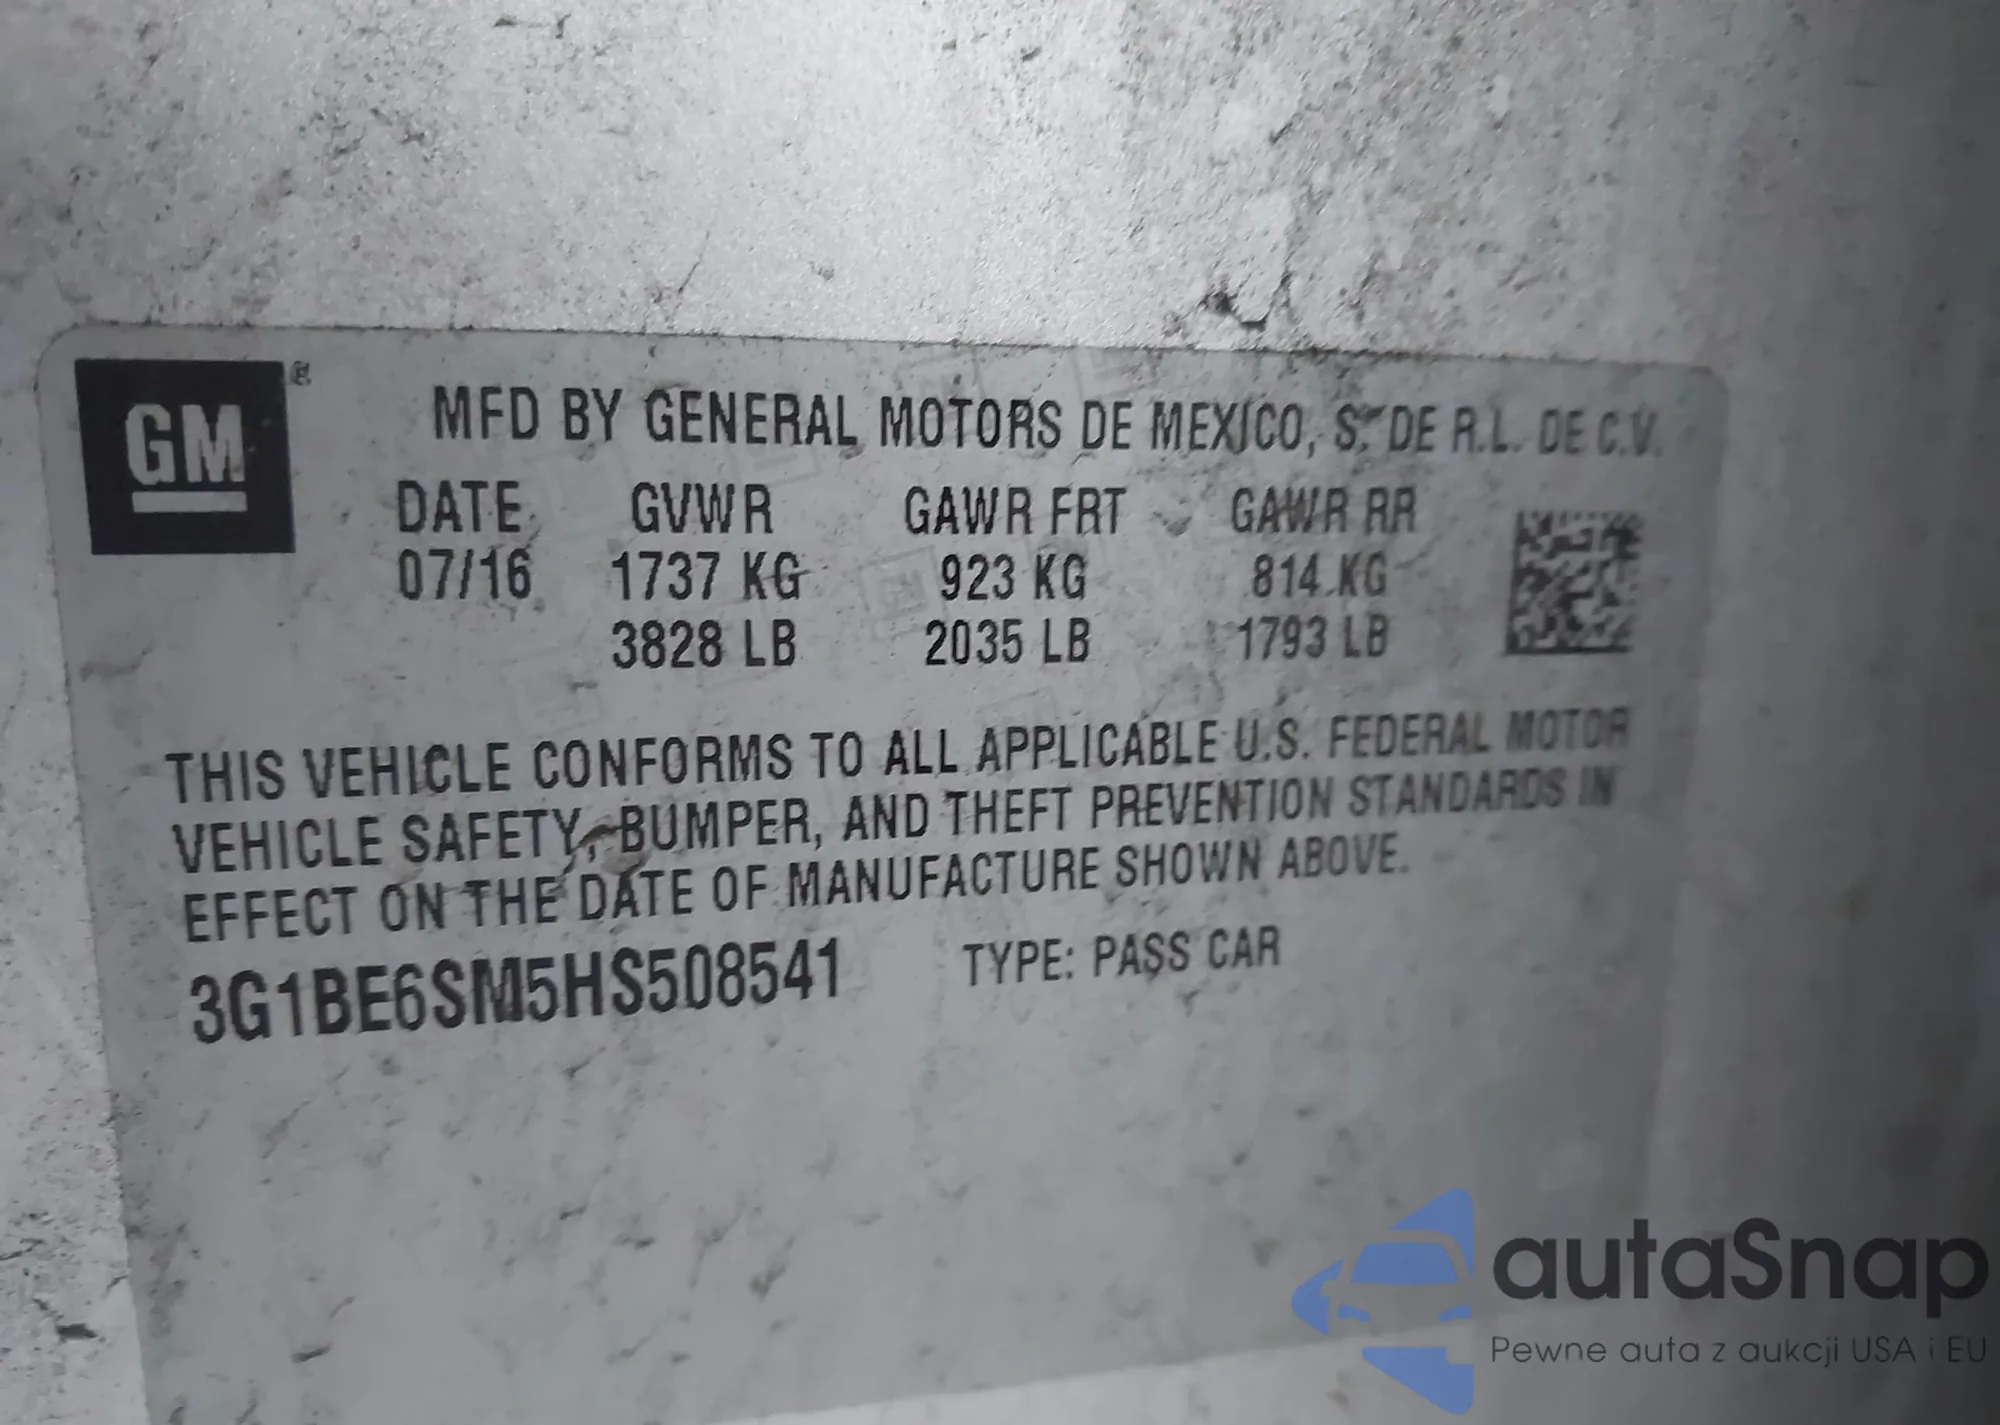 GM
MFD BY GENERAL MOTORS DE MEXICO, S. DE R.L. DE C.V.
DATE GVWR GAWR FRT GAWR RR
07/16 1737 KG 923 KG 814 KG
3828 LB 2035 LB 1793 LB
THIS VEHICLE CONFORMS TO ALL APPLICABLE U.S. FEDERAL MOTOR
VEHICLE SAFETY, BUMPER, AND THEFT PREVENTION STANDARDS IN
EFFECT ON THE DATE OF MANUFACTURE SHOWN ABOVE.
3G1BE6SM5HS508541 TYPE: PASS CAR
autaSnap
Pewne auta z aukcji USA i EU